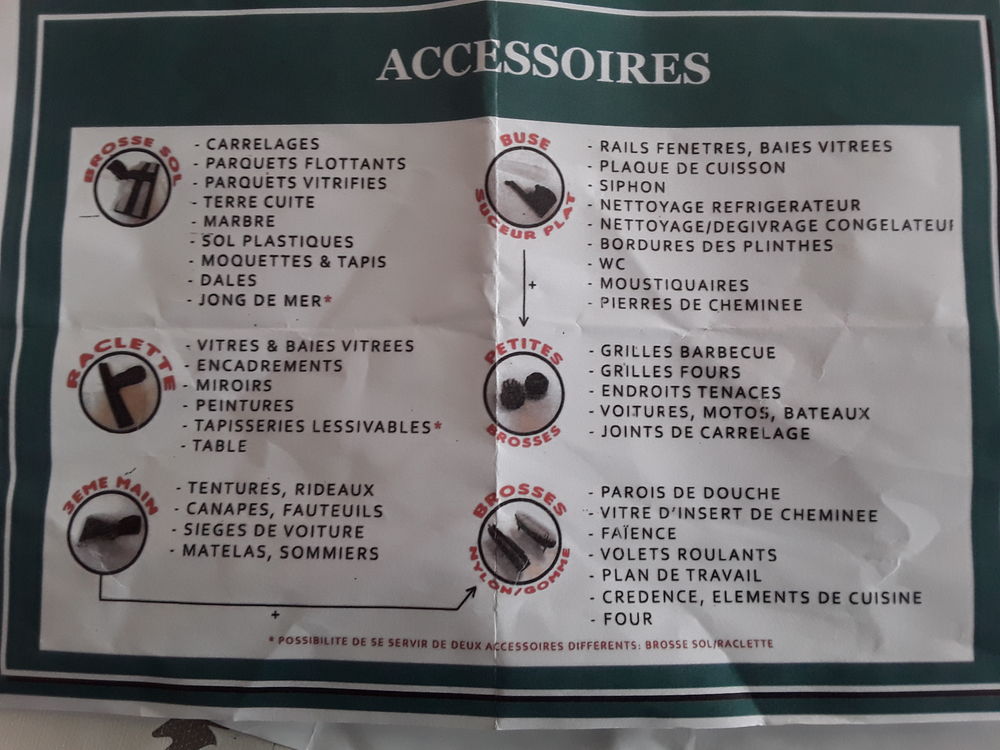 ACCESSOIRES
BROSSE SOL
- CARRELAGES
- PARQUETS FLOTTANTS
- PARQUETS VITRIFIES
- TERRE CUITE
- MARBRE
- SOL PLASTIQUES
- MOQUETTES & TAPIS
- DALES
- JONG DE MER*
RACLETTE
- VITRES & BAIES VITREES
- ENCADREMENTS
- MIROIRS
- PEINTURES
- TAPISSERIES LESSIVABLES*
- TABLE
3EME MAIN
- TENTURES, RIDEAUX
- CANAPES, FAUTEUILS
- SIEGES DE VOITURE
- MATELAS, SOMMIERS
+
BUSE
SUCEUR PLAT
- RAILS FENETRES, BAIES VITREES
- PLAQUE DE CUISSON
- SIPHON
- NETTOYAGE REFRIGERATEUR
- NETTOYAGE/DEGIVRAGE CONGELATEUR
- BORDURES DES PLINTHES
- WC
- MOUSTIQUAIRES
- PIERRES DE CHEMINEE
+
PETITES
BROSSES
- GRILLES BARBECUE
- GRILLES FOURS
- ENDROITS TENACES
- VOITURES, MOTOS, BATEAUX
- JOINTS DE CARRELAGE
BROSSES
NYLON/GOMME
- PAROIS DE DOUCHE
- VITRE D'INSERT DE CHEMINEE
- FAÏENCE
- VOLETS ROULANTS
- PLAN DE TRAVAIL
- CREDENCE, ELEMENTS DE CUISINE
- FOUR
* POSSIBILITE DE SE SERVIR DE DEUX ACCESSOIRES DIFFERENTS: BROSSE SOL/RACLETTE